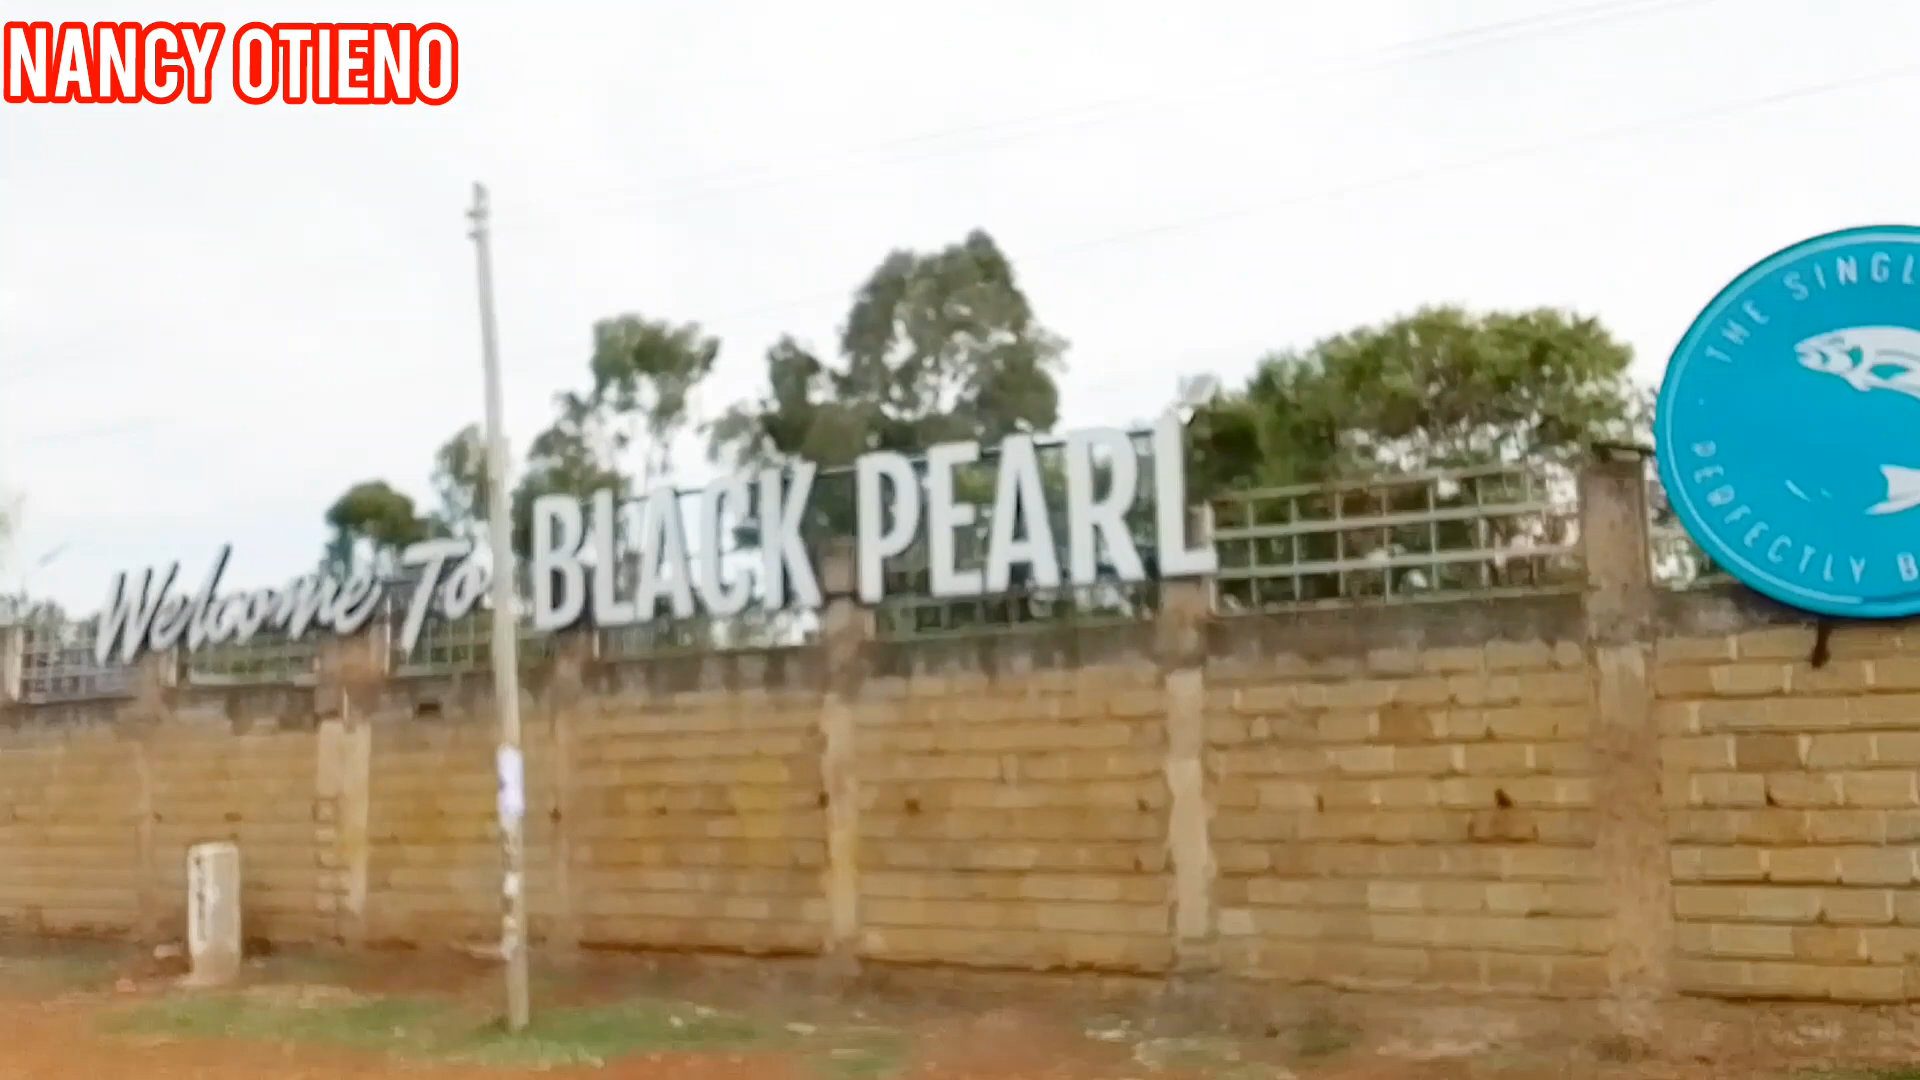 NANCY OTIENO
Welcome To BLACK PEARL
THE SINGL
PERFECTLY B